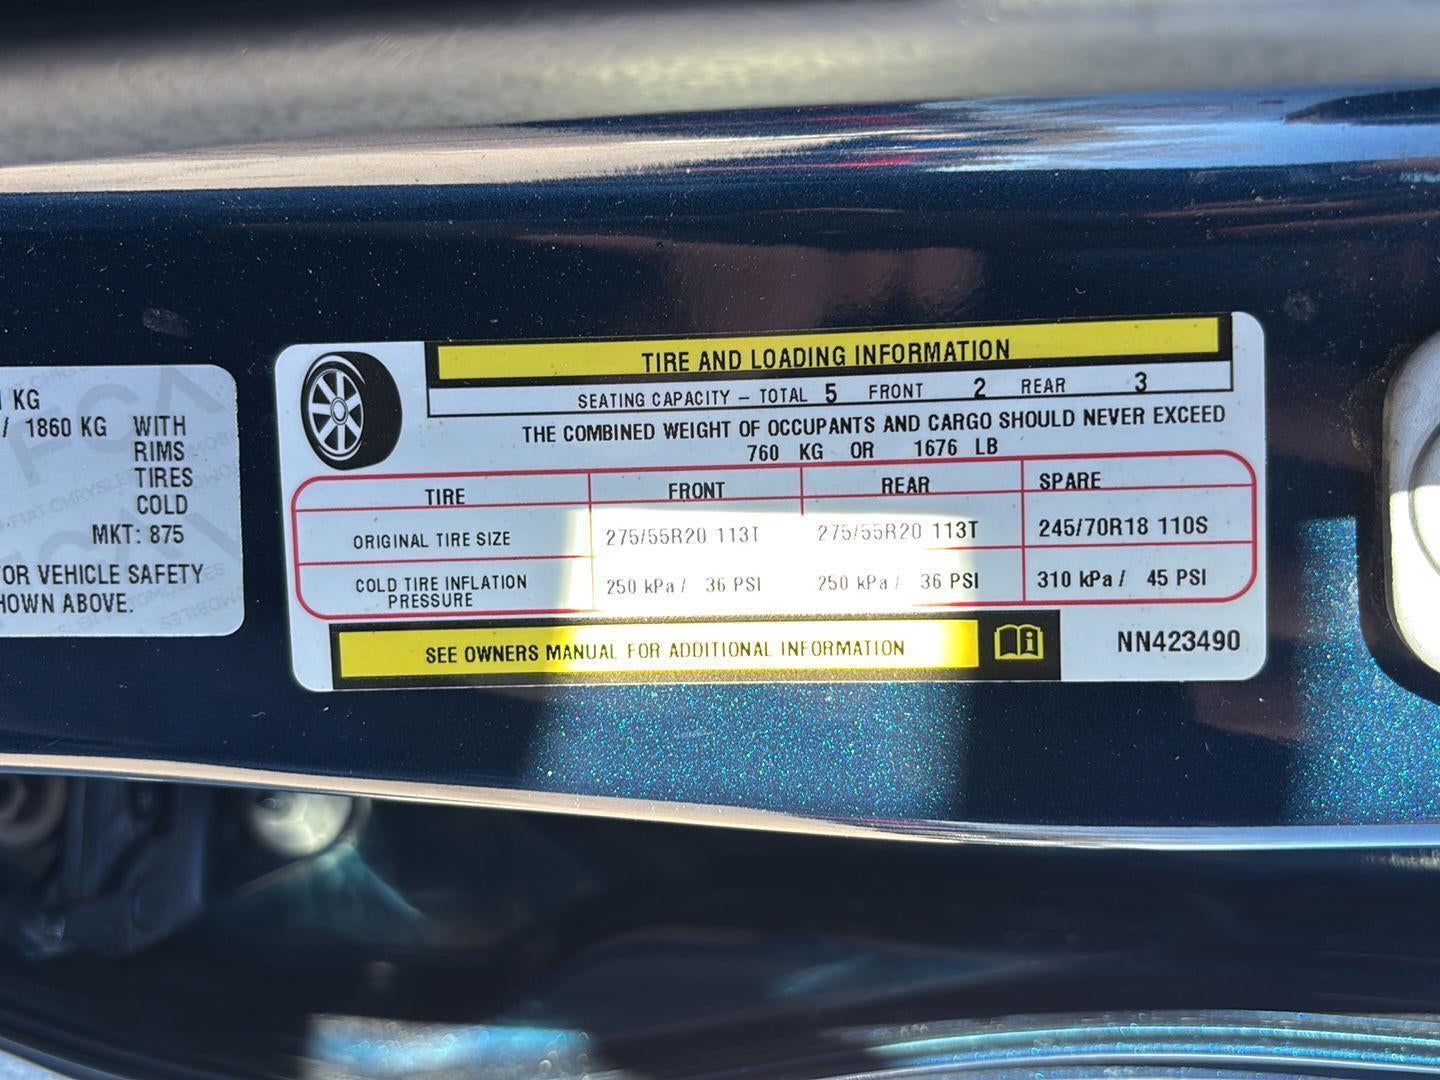 KG
/ 1860 KG WITH
RIMS
TIRES
COLD
MKT: 875
FOR VEHICLE SAFETY
SHOWN ABOVE.
TIRE AND LOADING INFORMATION
SEATING CAPACITY – TOTAL 5 FRONT 2 REAR 3
THE COMBINED WEIGHT OF OCCUPANTS AND CARGO SHOULD NEVER EXCEED
760 KG OR 1676 LB
TIRE FRONT REAR SPARE
ORIGINAL TIRE SIZE 275/55R20 113T 275/55R20 113T 245/70R18 110S
COLD TIRE INFLATION PRESSURE 250 kPa / 36 PSI 250 kPa / 36 PSI 310 kPa / 45 PSI
SEE OWNERS MANUAL FOR ADDITIONAL INFORMATION
NN423490